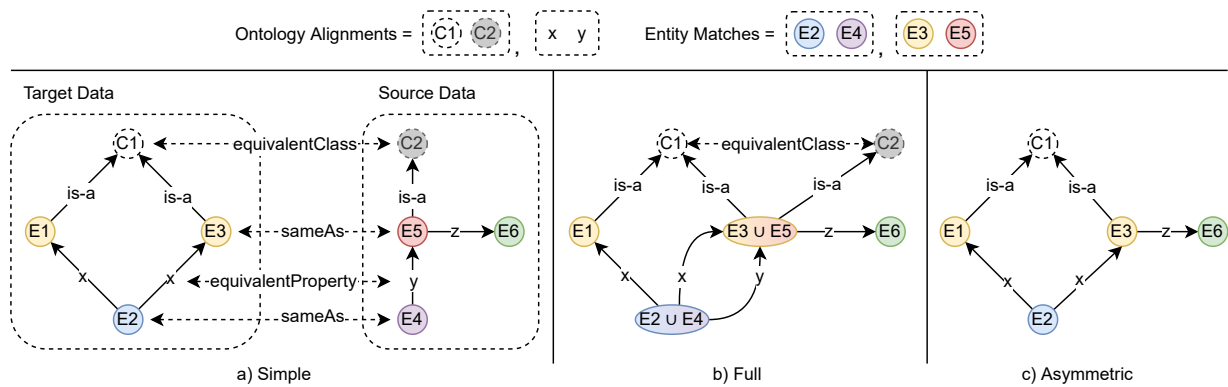 Ontology Alignments = C1 C2 , x y Entity Matches = E2 E4 , E3 E5
Target Data Source Data
C1 equivalentClass C2 C1 equivalentClass C2 C1
is-a is-a is-a is-a is-a is-a is-a is-a
E1 E3 sameAs E5 z E6 E1 E3 ∪ E5 z E6 E1 E3 z E6
x x equivalentProperty y x x y x x
E2 sameAs E4 E2 ∪ E4 E2
a) Simple b) Full c) Asymmetric